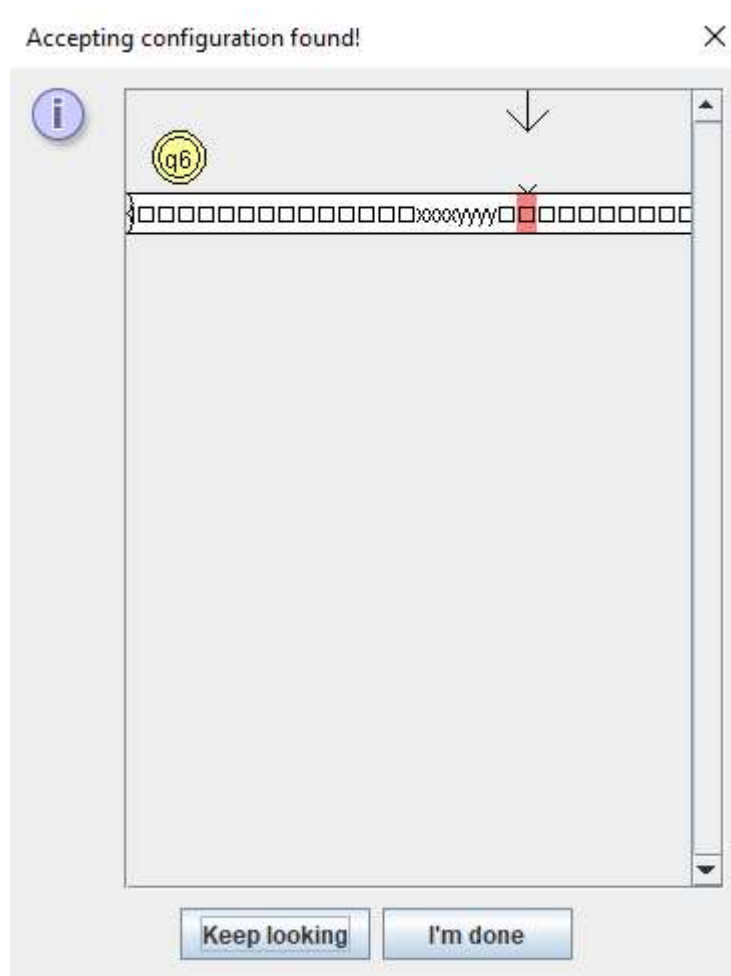 Accepting configuration found!
i
q6
□□□□□□□□□□□□□□xxxxyyyy□□□□□□□□□□
Keep looking
I'm done